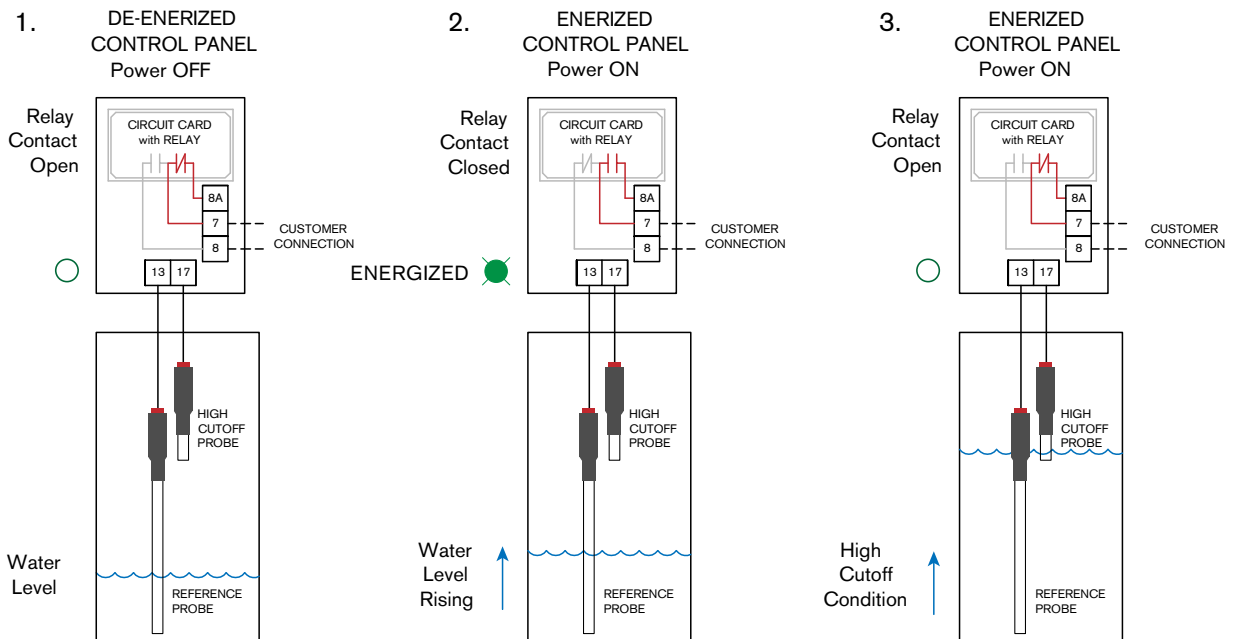 1.
DE-ENERIZED
CONTROL PANEL
Power OFF
Relay
Contact
Open
CIRCUIT CARD
with RELAY
8A
7
8
CUSTOMER
CONNECTION
13 17
HIGH
CUTOFF
PROBE
Water
Level
REFERENCE
PROBE
2.
ENERIZED
CONTROL PANEL
Power ON
Relay
Contact
Closed
CIRCUIT CARD
with RELAY
8A
7
8
CUSTOMER
CONNECTION
ENERGIZED
13 17
HIGH
CUTOFF
PROBE
Water
Level
Rising
REFERENCE
PROBE
3.
ENERIZED
CONTROL PANEL
Power ON
Relay
Contact
Open
CIRCUIT CARD
with RELAY
8A
7
8
CUSTOMER
CONNECTION
13 17
HIGH
CUTOFF
PROBE
High
Cutoff
Condition
REFERENCE
PROBE